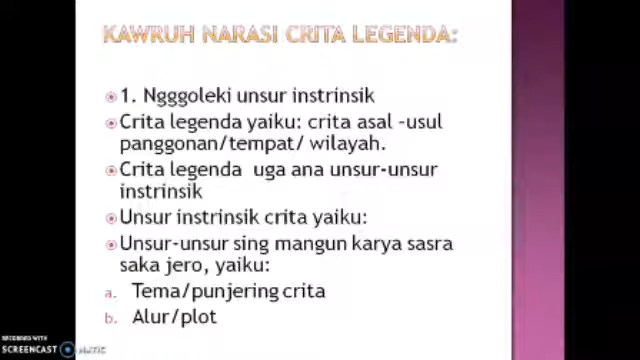 KAWRUH NARASI CRITA LEGENDA:
1. Ngggoleki unsur instrinsik
Crita legenda yaiku: crita asal -usul
panggonan/tempat/ wilayah.
Crita legenda uga ana unsur-unsur
instrinsik
Unsur instrinsik crita yaiku:
Unsur-unsur sing mangun karya sasra
saka jero, yaiku:
a. Tema/punjering crita
b. Alur/plot
RECORDED WITH
SCREENCAST MATIC